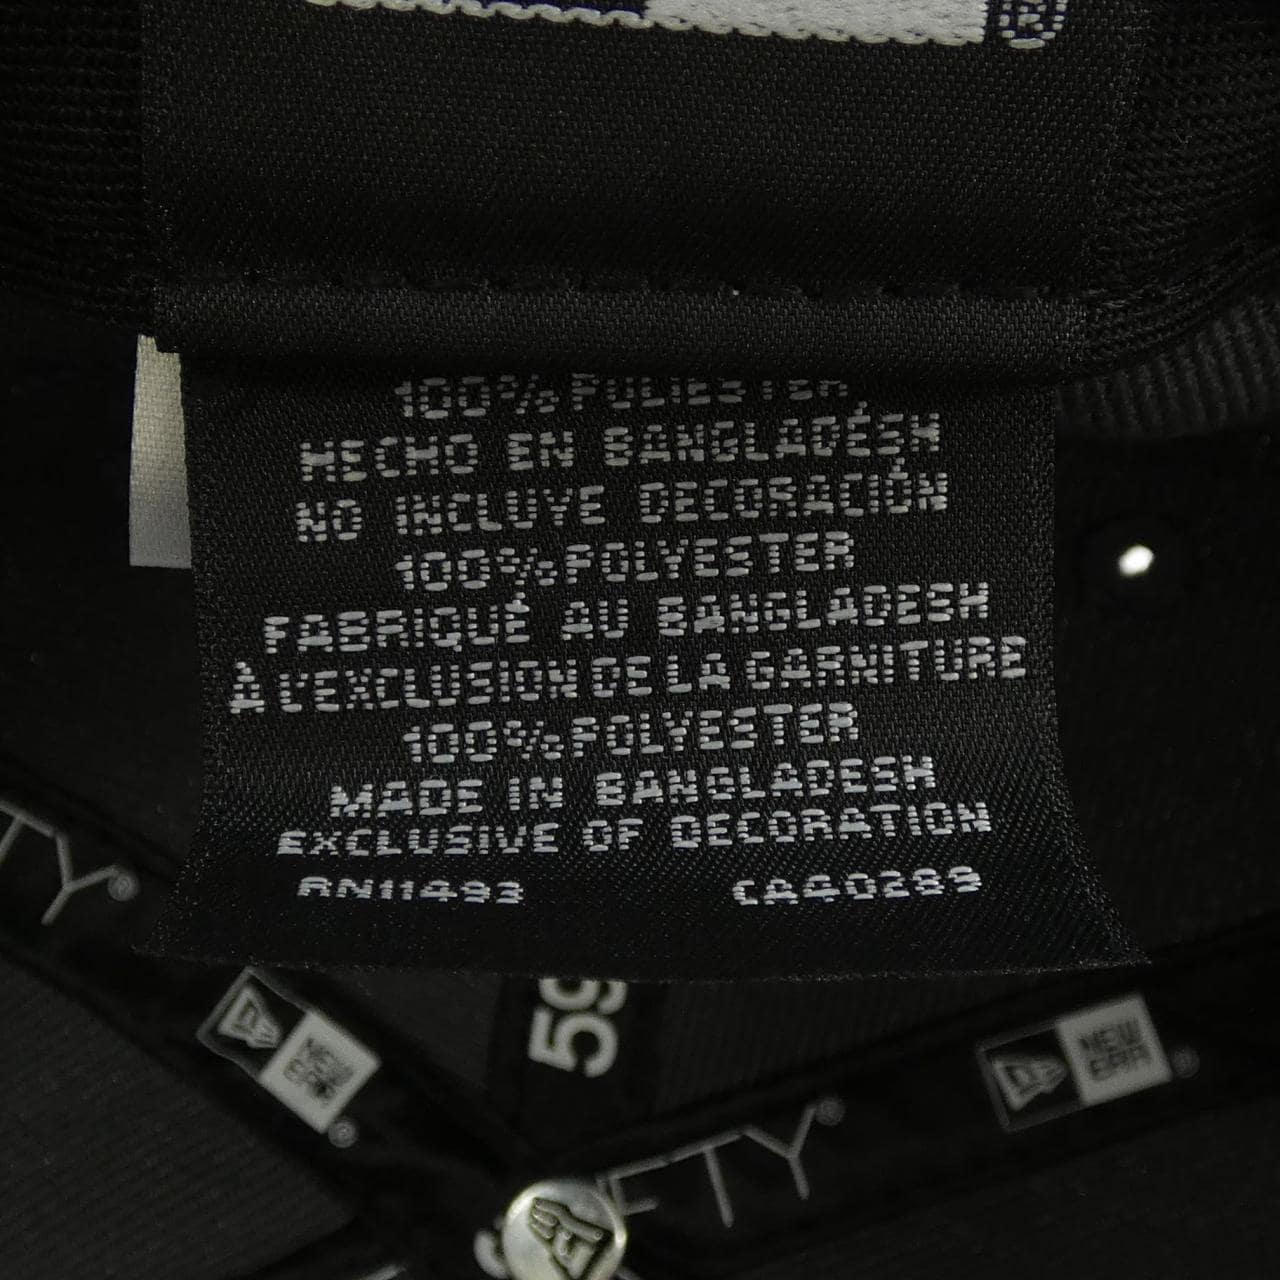 ®
100% POLIESTER
HECHO EN BANGLADÉSH
NO INCLUYE DECORACIÓN
100% POLYESTER
FABRIQUÉ AU BANGLADESH
À L'EXCLUSION DE LA GARNITURE
100% POLYESTER
MADE IN BANGLADESH
EXCLUSIVE OF DECORATION
RN11493 CA40289
TY®
NEW ERA®
59
NEW ERA®
FTY®